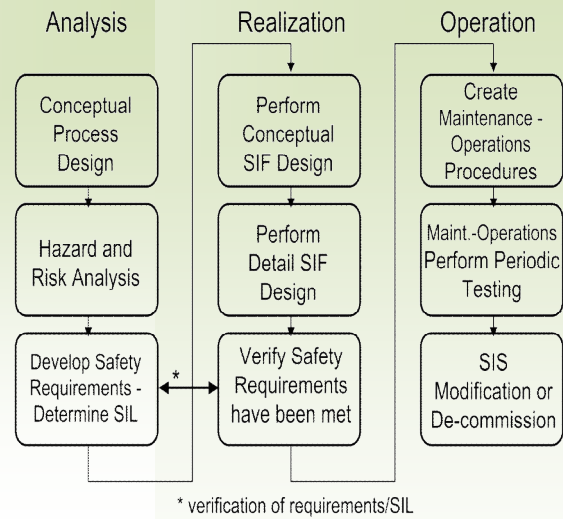 Analysis
Conceptual
Process
Design
Hazard and
Risk Analysis
Develop Safety
Requirements -
Determine SIL
*
Realization
Perform
Conceptual
SIF Design
Perform
Detail SIF
Design
Verify Safety
Requirements
have been met
Operation
Create
Maintenance -
Operations
Procedures
Maint.-Operations
Perform Periodic
Testing
SIS
Modification or
De-commission
* verification of requirements/SIL